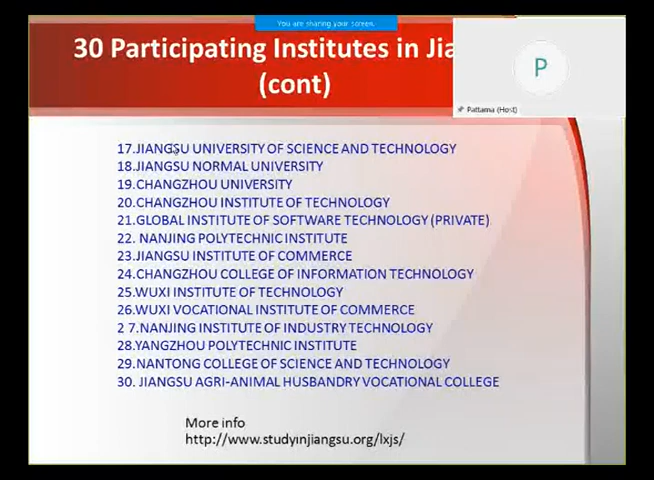 You are sharing your screen.
30 Participating Institutes in Jia
(cont)
P
Pattama (Host)
17.JIANGSU UNIVERSITY OF SCIENCE AND TECHNOLOGY
18.JIANGSU NORMAL UNIVERSITY
19.CHANGZHOU UNIVERSITY
20.CHANGZHOU INSTITUTE OF TECHNOLOGY
21.GLOBAL INSTITUTE OF SOFTWARE TECHNOLOGY (PRIVATE)
22. NANJING POLYTECHNIC INSTITUTE
23.JIANGSU INSTITUTE OF COMMERCE
24.CHANGZHOU COLLEGE OF INFORMATION TECHNOLOGY
25.WUXI INSTITUTE OF TECHNOLOGY
26.WUXI VOCATIONAL INSTITUTE OF COMMERCE
2 7.NANJING INSTITUTE OF INDUSTRY TECHNOLOGY
28.YANGZHOU POLYTECHNIC INSTITUTE
29.NANTONG COLLEGE OF SCIENCE AND TECHNOLOGY
30. JIANGSU AGRI-ANIMAL HUSBANDRY VOCATIONAL COLLEGE
More info
http://www.studyinjiangsu.org/lxjs/